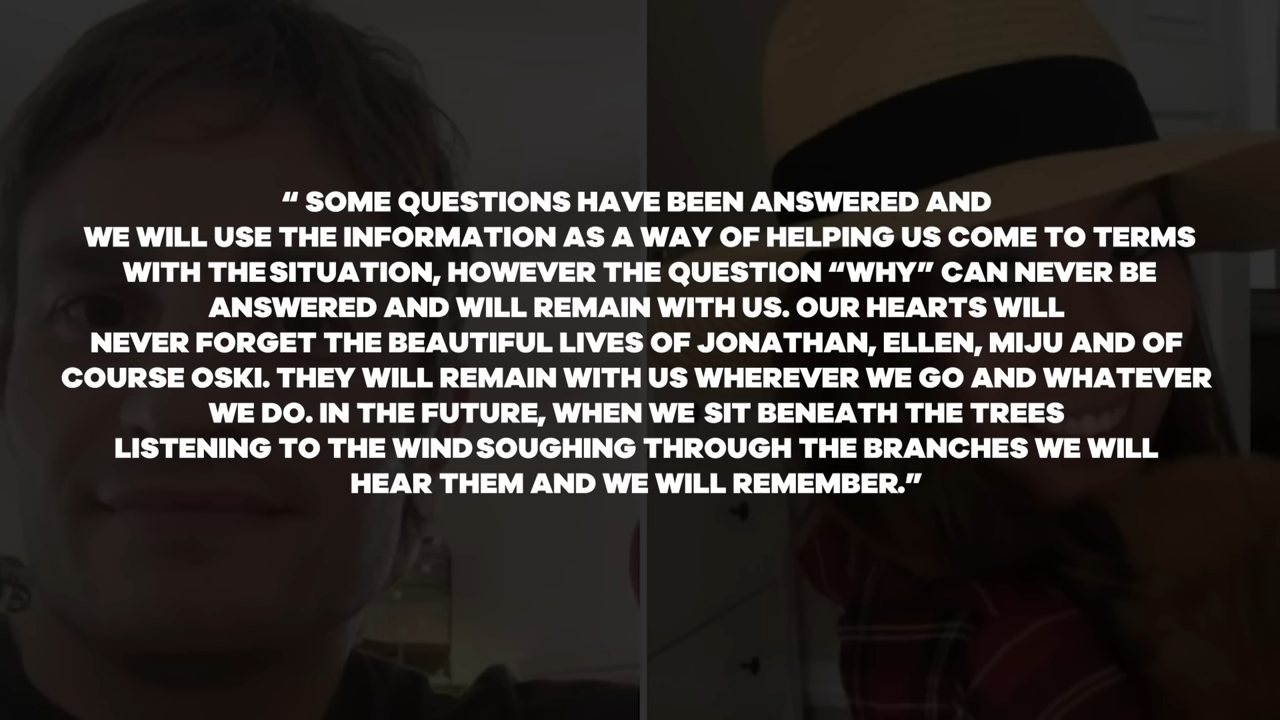 “ SOME QUESTIONS HAVE BEEN ANSWERED AND
WE WILL USE THE INFORMATION AS A WAY OF HELPING US COME TO TERMS
WITH THE SITUATION, HOWEVER THE QUESTION “WHY” CAN NEVER BE
ANSWERED AND WILL REMAIN WITH US. OUR HEARTS WILL
NEVER FORGET THE BEAUTIFUL LIVES OF JONATHAN, ELLEN, MIJU AND OF
COURSE OSKI. THEY WILL REMAIN WITH US WHEREVER WE GO AND WHATEVER
WE DO. IN THE FUTURE, WHEN WE SIT BENEATH THE TREES
LISTENING TO THE WIND SOUGHING THROUGH THE BRANCHES WE WILL
HEAR THEM AND WE WILL REMEMBER.”